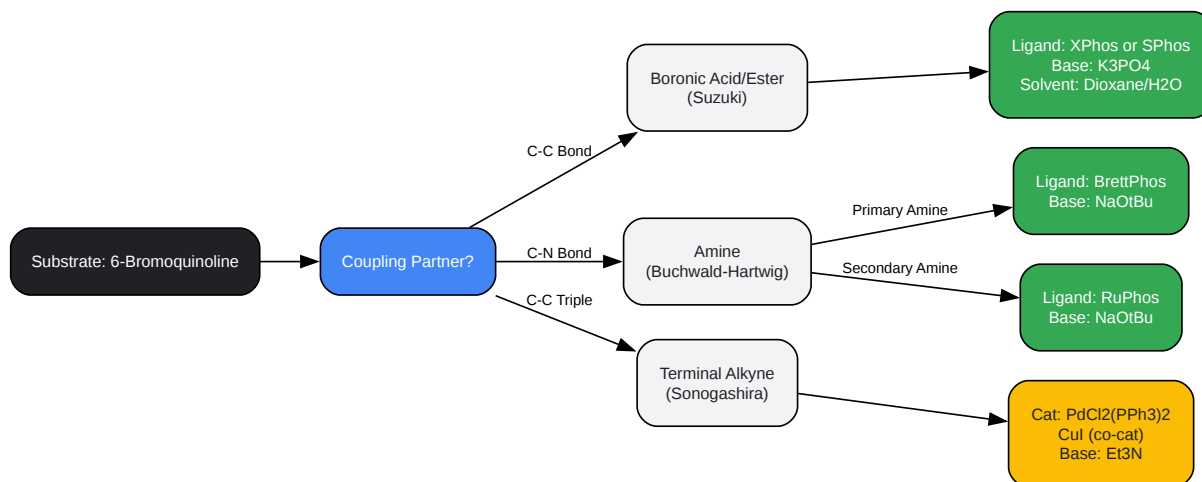 Substrate: 6-Bromoquinoline
Coupling Partner?
C-C Bond
C-N Bond
C-C Triple
Boronic Acid/Ester
(Suzuki)
Amine
(Buchwald-Hartwig)
Terminal Alkyne
(Sonogashira)
Primary Amine
Secondary Amine
Ligand: XPhos or SPhos
Base: K3PO4
Solvent: Dioxane/H2O
Ligand: BrettPhos
Base: NaOtBu
Ligand: RuPhos
Base: NaOtBu
Cat: PdCl2(PPh3)2
CuI (co-cat)
Base: Et3N